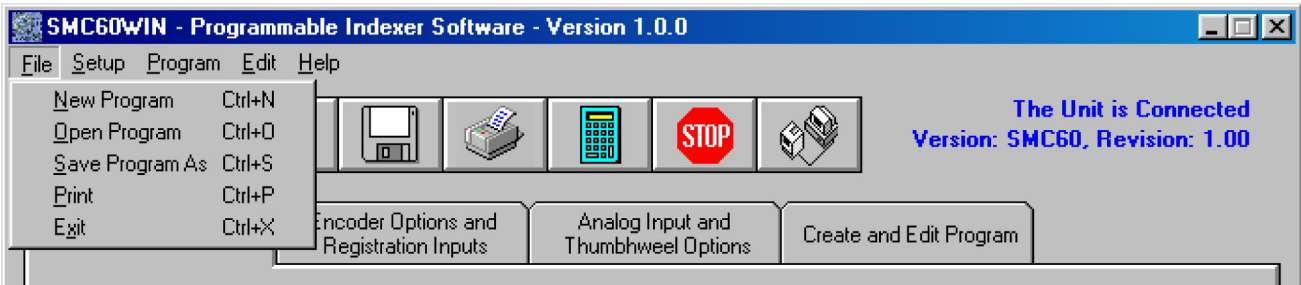 SMC60WIN - Programmable Indexer Software - Version 1.0.0
File Setup Program Edit Help
New Program Ctrl+N
Open Program Ctrl+O
Save Program As Ctrl+S
Print Ctrl+P
Exit Ctrl+X
STOP
The Unit is Connected
Version: SMC60, Revision: 1.00
Encoder Options and
Registration Inputs
Analog Input and
Thumbhweel Options
Create and Edit Program